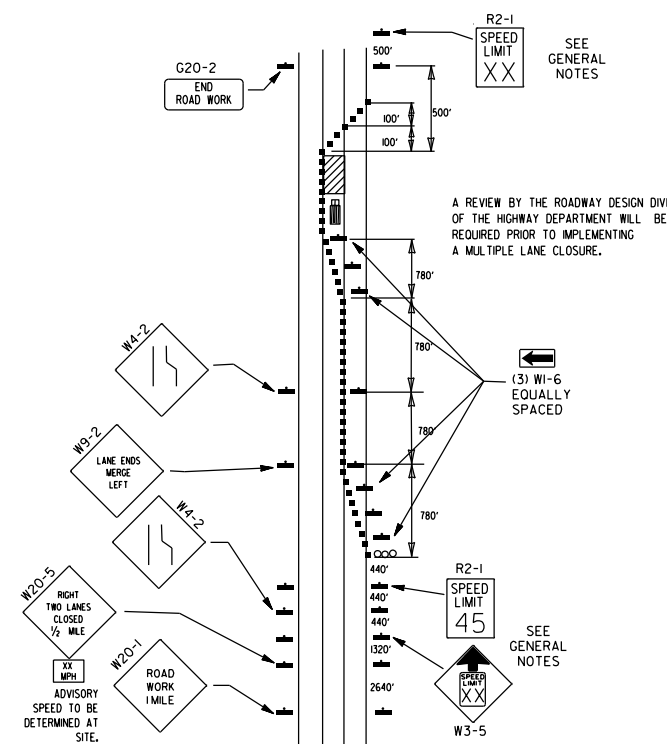 R2-1
SPEED
LIMIT
XX
SEE
GENERAL
NOTES
500'
G20-2
END
ROAD WORK
500'
100'
100'
A REVIEW BY THE ROADWAY DESIGN
OF THE HIGHWAY DEPARTMENT WILL BE
REQUIRED PRIOR TO IMPLEMENTING
A MULTIPLE LANE CLOSURE.
780'
780'
W4-2
(3) W1-6
EQUALLY
SPACED
780'
W9-2
LANE ENDS
MERGE
LEFT
780'
W4-2
440'
R2-1
SPEED
LIMIT
45
440'
W20-5
RIGHT
TWO LANES
CLOSED
1/2 MILE
440'
SEE
GENERAL
NOTES
1320'
XX
MPH
W20-1
ROAD
WORK
1 MILE
SPEED
LIMIT
XX
2640'
W3-5
ADVISORY
SPEED TO BE
DETERMINED AT
SITE.